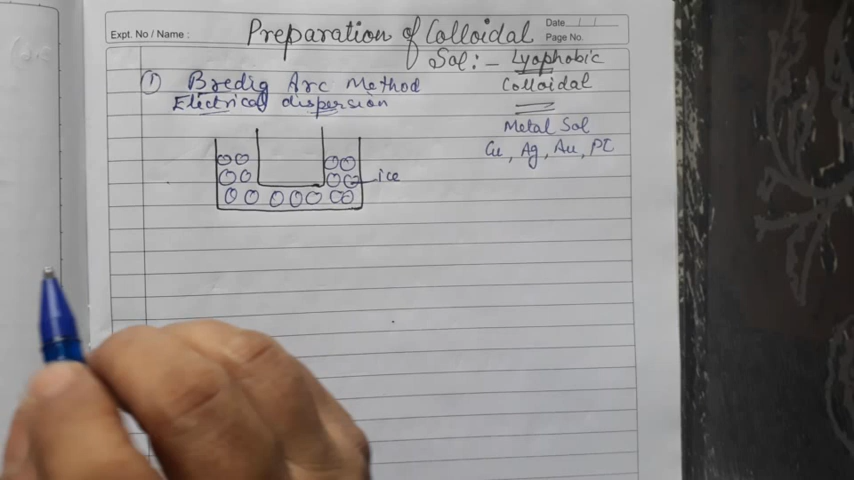 Expt. No / Name :
Preparation of Colloidal
Date / /
Page No.
Sol:- Lyophobic
Colloidal
① Bredig Arc Method
Electrical dispersion
Metal Sol
Cu, Ag, Au, Pt
ice